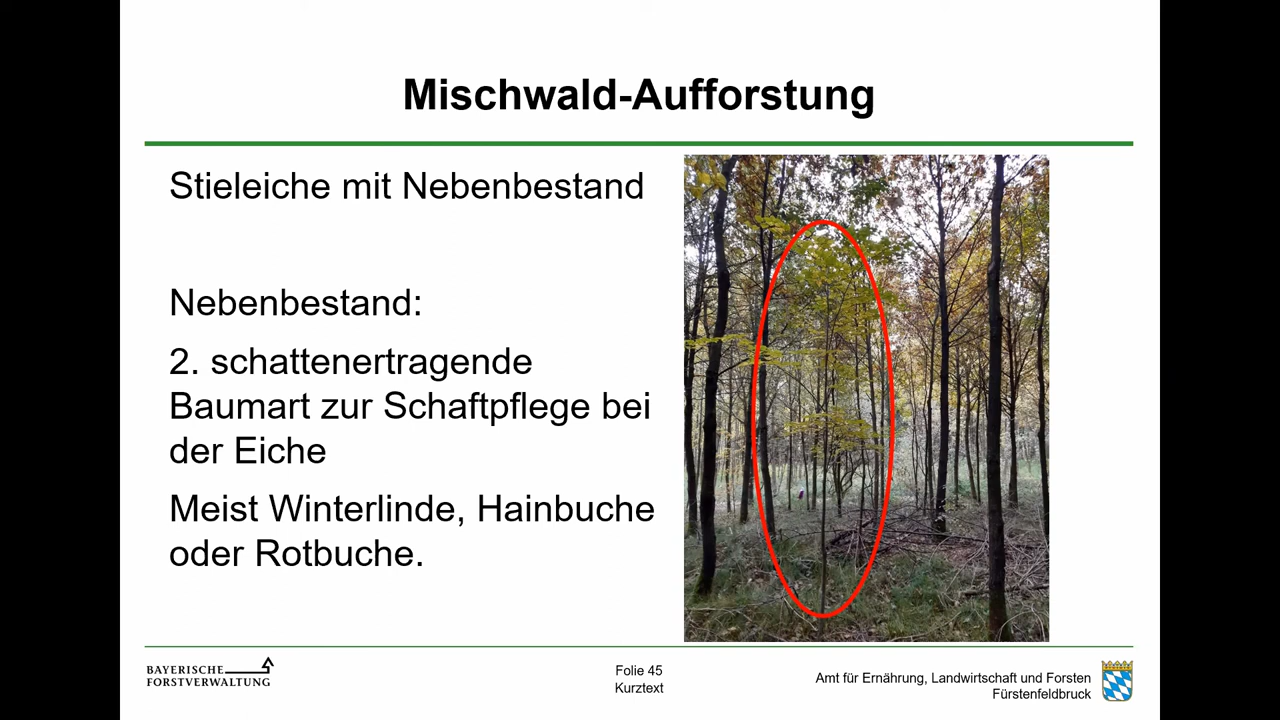 Mischwald-Aufforstung
Stieleiche mit Nebenbestand
Nebenbestand:
2. schattenertragende
Baumart zur Schaftpflege bei
der Eiche
Meist Winterlinde, Hainbuche
oder Rotbuche.
BAYERISCHE
FORSTVERWALTUNG
Folie 45
Kurztext
Amt für Ernährung, Landwirtschaft und Forsten
Fürstenfeldbruck